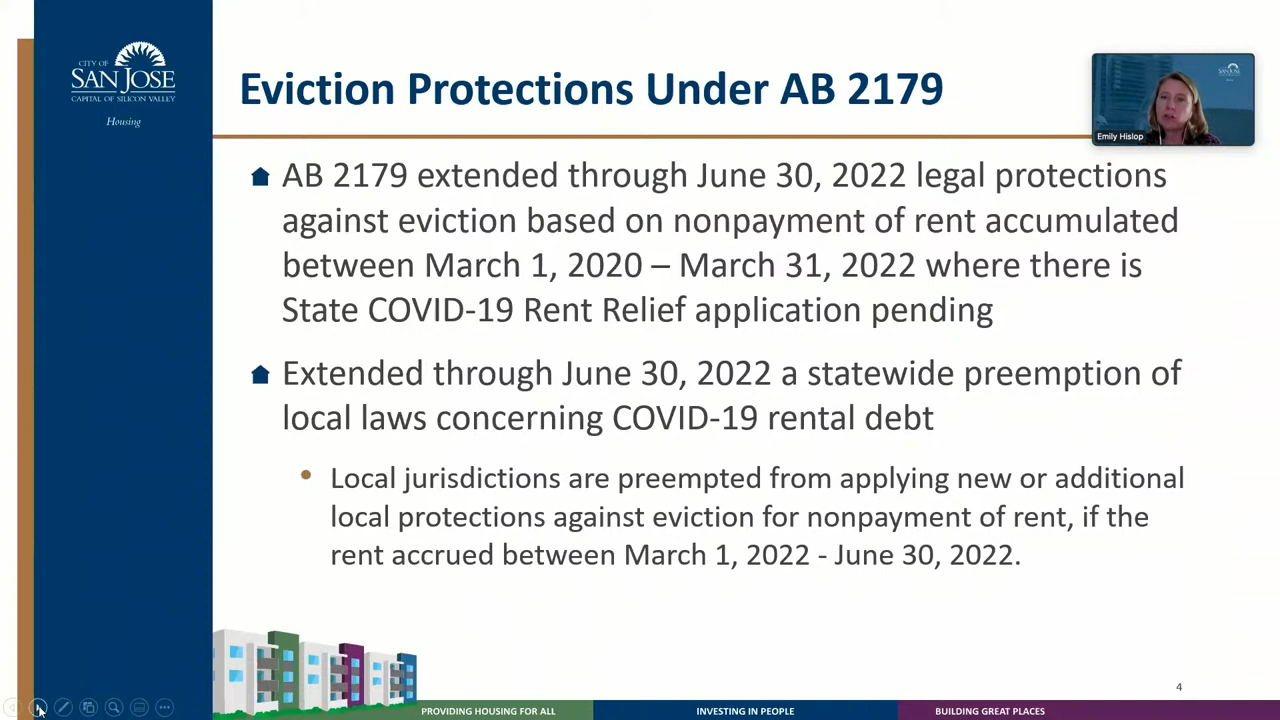 CITY OF
SAN JOSE
CAPITAL OF SILICON VALLEY
Housing
Eviction Protections Under AB 2179
Emily Hislop
AB 2179 extended through June 30, 2022 legal protections
against eviction based on nonpayment of rent accumulated
between March 1, 2020 – March 31, 2022 where there is
State COVID-19 Rent Relief application pending
Extended through June 30, 2022 a statewide preemption of
local laws concerning COVID-19 rental debt
• Local jurisdictions are preempted from applying new or additional
local protections against eviction for nonpayment of rent, if the
rent accrued between March 1, 2022 - June 30, 2022.
4
PROVIDING HOUSING FOR ALL
INVESTING IN PEOPLE
BUILDING GREAT PLACES